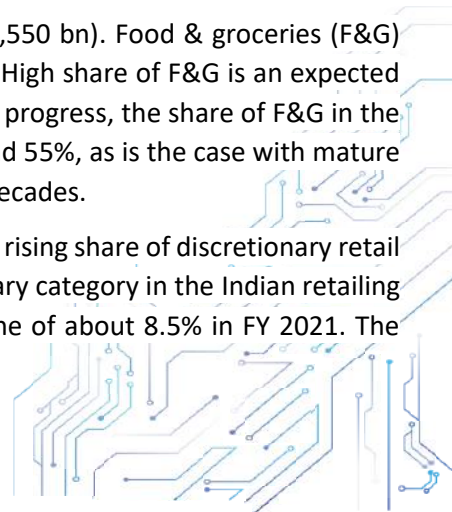 ,550 bn). Food & groceries (F&G)
High share of F&G is an expected
progress, the share of F&G in the
d 55%, as is the case with mature
ecades.
rising share of discretionary retail
ary category in the Indian retailing
ne of about 8.5% in FY 2021. The